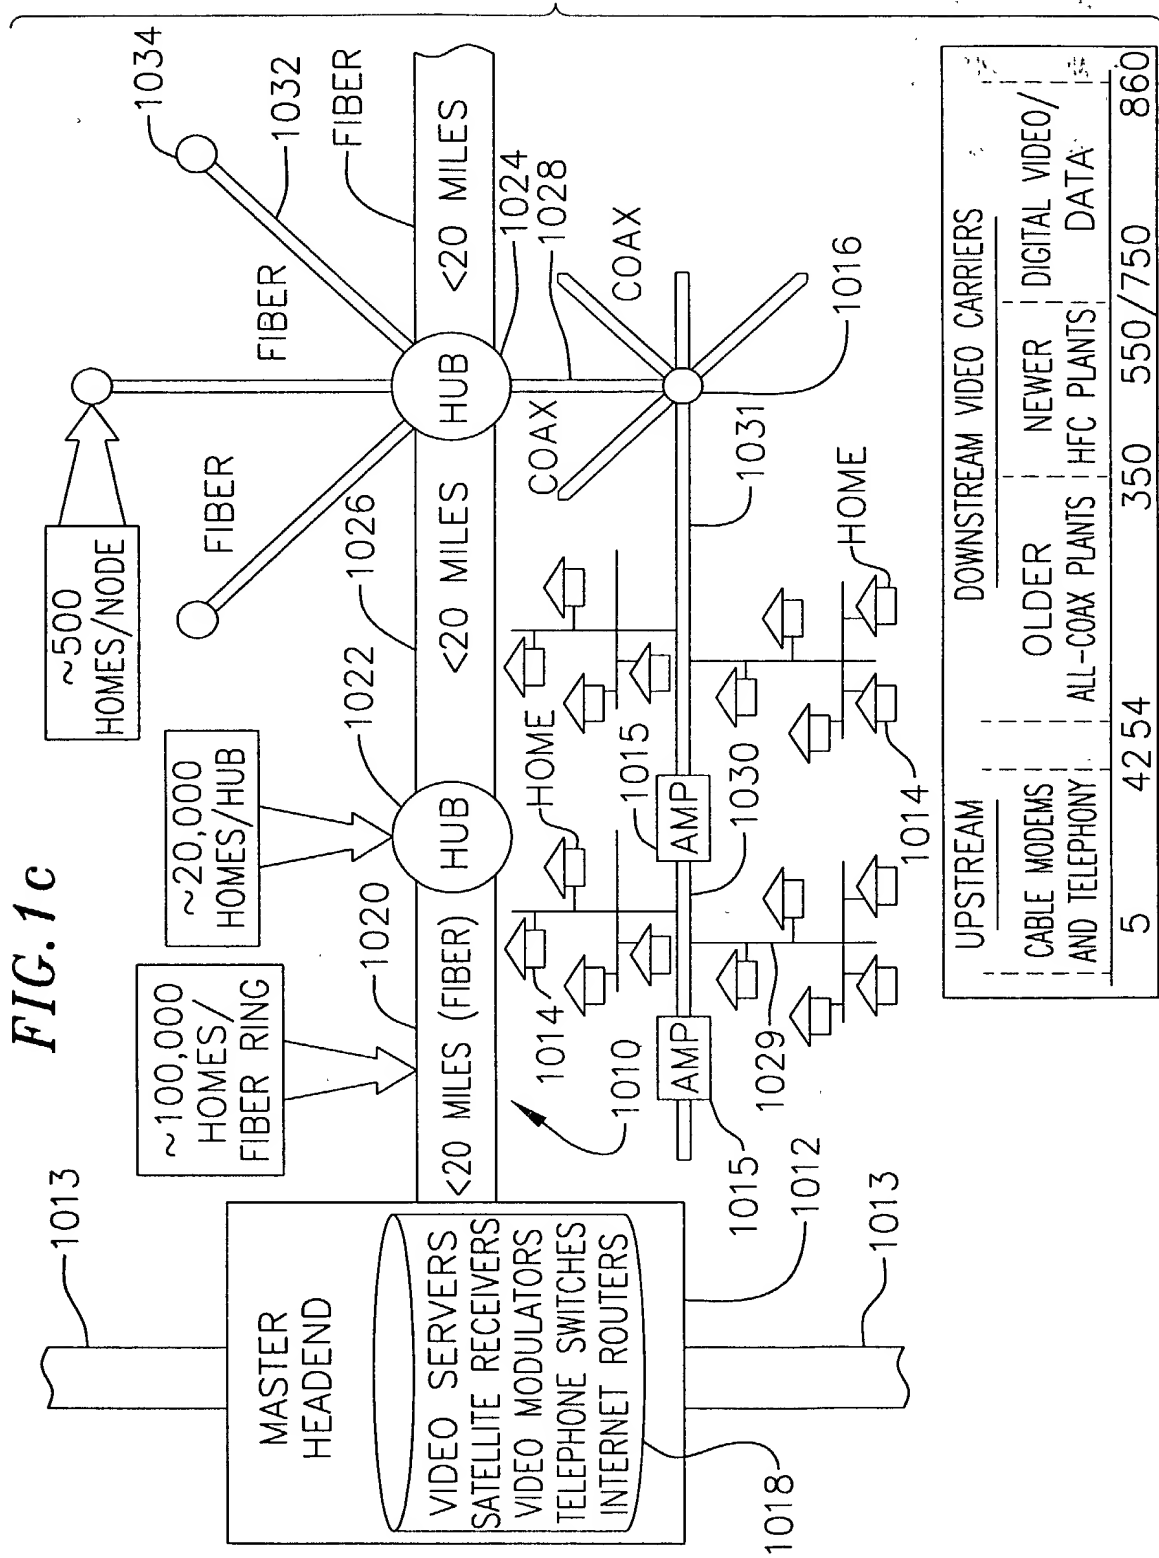 FIG.1c
1013
MASTER
HEADEND
VIDEO SERVERS
SATELLITE RECEIVERS
VIDEO MODULATORS
TELEPHONE SWITCHES
INTERNET ROUTERS
1018
1012
1013
~100,000
HOMES/
FIBER RING
1020
<20 MILES (FIBER)
1010
~20,000
HOMES/HUB
1022
HUB
1026
<20 MILES
~500
HOMES/NODE
FIBER
FIBER
1034
1032
FIBER
HUB
<20 MILES
1024
1028
COAX
COAX
1016
1031
HOME
1014
1015
AMP
1029
1015
AMP
1030
HOME
1014
UPSTREAM
DOWNSTREAM VIDEO CARRIERS
CABLE MODEMS
AND TELEPHONY
OLDER
ALL-COAX PLANTS
NEWER
HFC PLANTS
DIGITAL VIDEO/
DATA
5 42 54 350 550/750 860